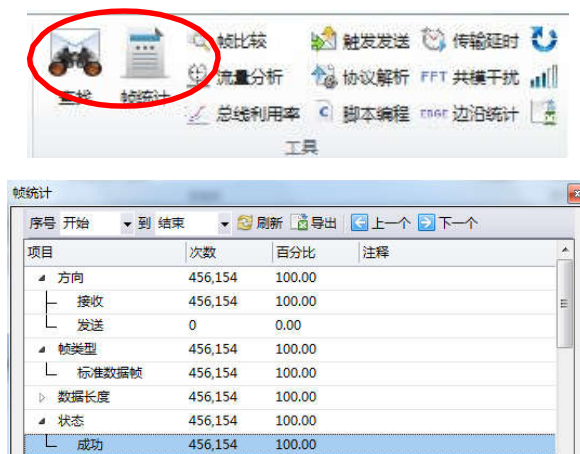 帧比较 触发发送 传输延时
查找 帧统计 流量分析 协议解析 FFT 共模干扰
总线利用率 脚本编程 EDGE 边沿统计
工具
帧统计
序号 开始 到 结束 刷新 导出 上一个 下一个
项目 次数 百分比 注释
方向 456,154 100.00
接收 456,154 100.00
发送 0 0.00
帧类型 456,154 100.00
标准数据帧 456,154 100.00
数据长度 456,154 100.00
状态 456,154 100.00
成功 456,154 100.00